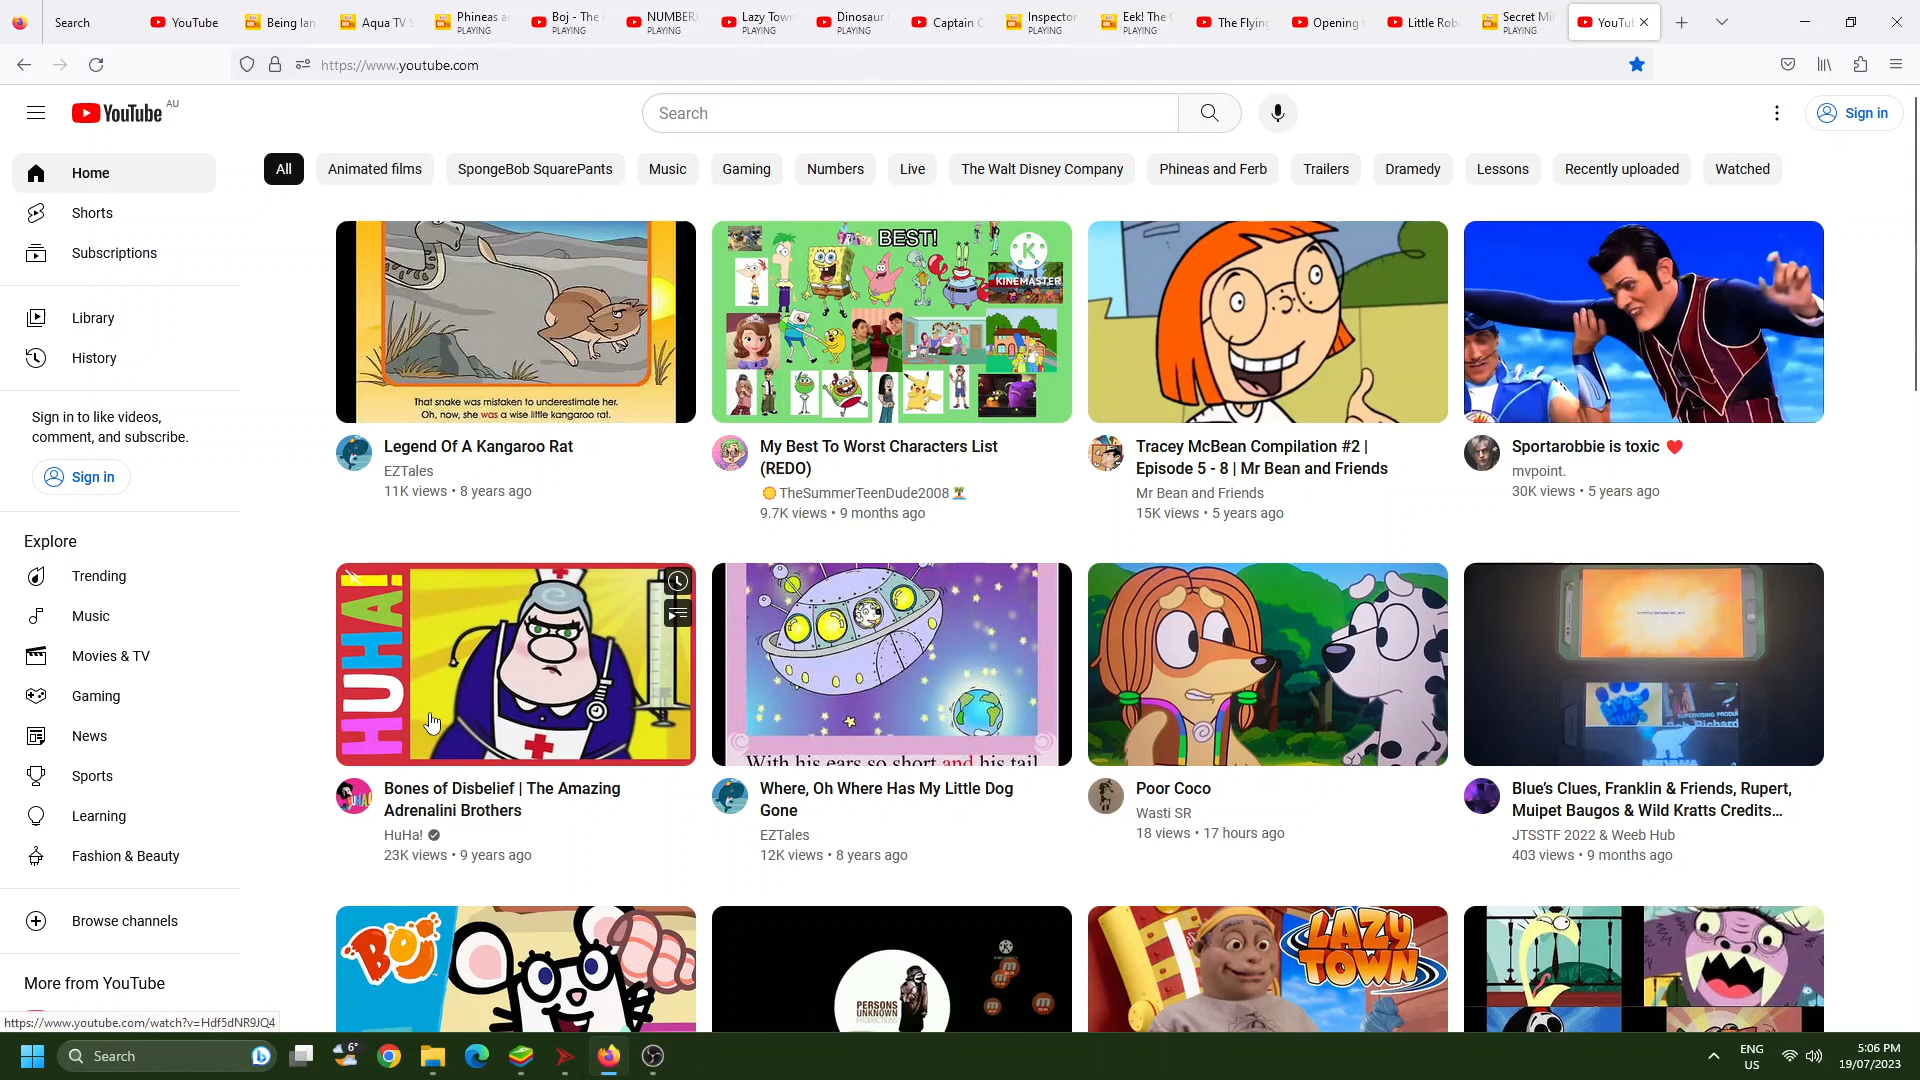 Search
YouTube
Being Ian
Aqua TV S
Phineas a
PLAYING
Boj - The
PLAYING
NUMBER
PLAYING
Lazy Town
PLAYING
Dinosaur
PLAYING
Captain C
Inspector
PLAYING
Eek! The C
PLAYING
The Flying
Opening t
Little Rob
Secret Mi
PLAYING
YouTub
https://www.youtube.com
YouTube AU
Search
Sign in
Home
Shorts
Subscriptions
Library
History
Sign in to like videos,
comment, and subscribe.
Sign in
Explore
Trending
Music
Movies & TV
Gaming
News
Sports
Learning
Fashion & Beauty
Browse channels
More from YouTube
All
Animated films
SpongeBob SquarePants
Music
Gaming
Numbers
Live
The Walt Disney Company
Phineas and Ferb
Trailers
Dramedy
Lessons
Recently uploaded
Watched
That snake was mistaken to underestimate her.
Oh, now, she was a wise little kangaroo rat.
Legend Of A Kangaroo Rat
EZTales
11K views • 8 years ago
BEST!
K
KINEMASTER
My Best To Worst Characters List
(REDO)
🌞TheSummerTeenDude2008🏝️
9.7K views • 9 months ago
Tracey McBean Compilation #2 |
Episode 5 - 8 | Mr Bean and Friends
Mr Bean and Friends
15K views • 5 years ago
Sportarobbie is toxic ❤️
mvpoint.
30K views • 5 years ago
HUHA!
Bones of Disbelief | The Amazing
Adrenalini Brothers
HuHa!
23K views • 9 years ago
With his ears so short and his tail
Where, Oh Where Has My Little Dog
Gone
EZTales
12K views • 8 years ago
Poor Coco
Wasti SR
18 views • 17 hours ago
SUPERVISING PRODU
Bob Richard
NELVANA
Blue's Clues, Franklin & Friends, Rupert,
Muipet Baugos & Wild Kratts Credits...
JTSSTF 2022 & Weeb Hub
403 views • 9 months ago
BOJ
PERSONS
UNKNOWN
PRODUCTIONS
LAZY
TOWN
https://www.youtube.com/watch?v=Hdf5dNR9JQ4
Search
6°
ENG
US
5:06 PM
19/07/2023